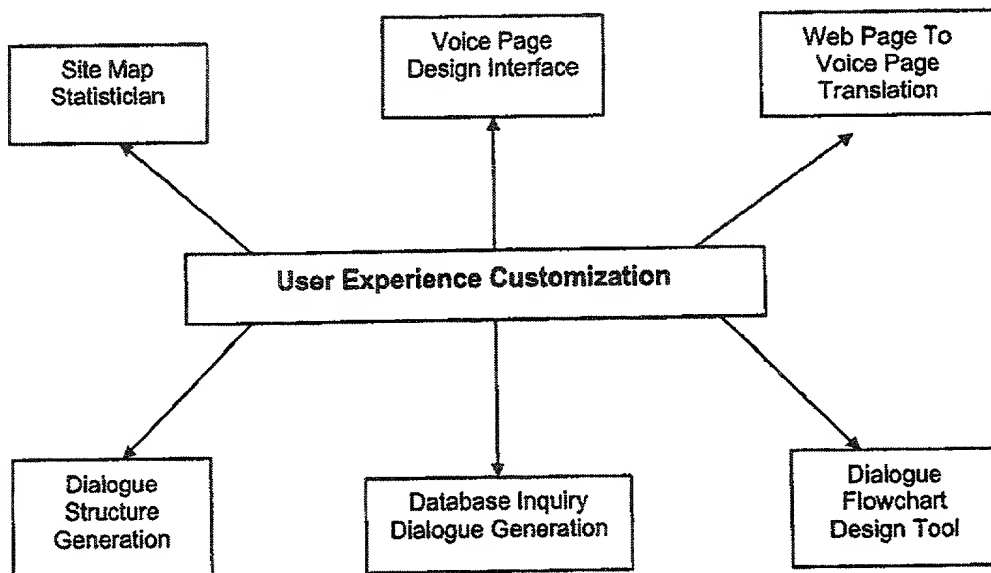 Site Map
Statistician
Voice Page
Design Interface
Web Page To
Voice Page
Translation
User Experience Customization
Dialogue
Structure
Generation
Database Inquiry
Dialogue Generation
Dialogue
Flowchart
Design Tool